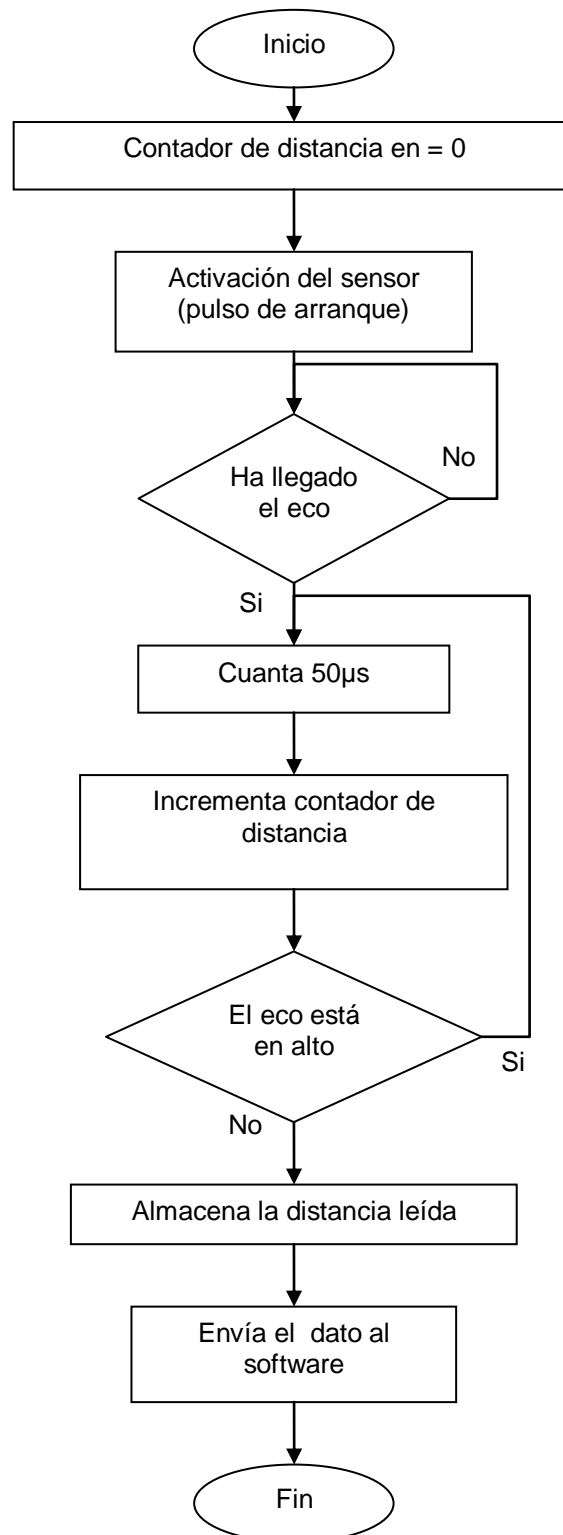 Inicio
Contador de distancia en = 0
Activación del sensor
(pulso de arranque)
Ha llegado
el eco
No
Si
Cuanta 50µs
Incrementa contador de
distancia
El eco está
en alto
Si
No
Almacena la distancia leída
Envía el dato al
software
Fin